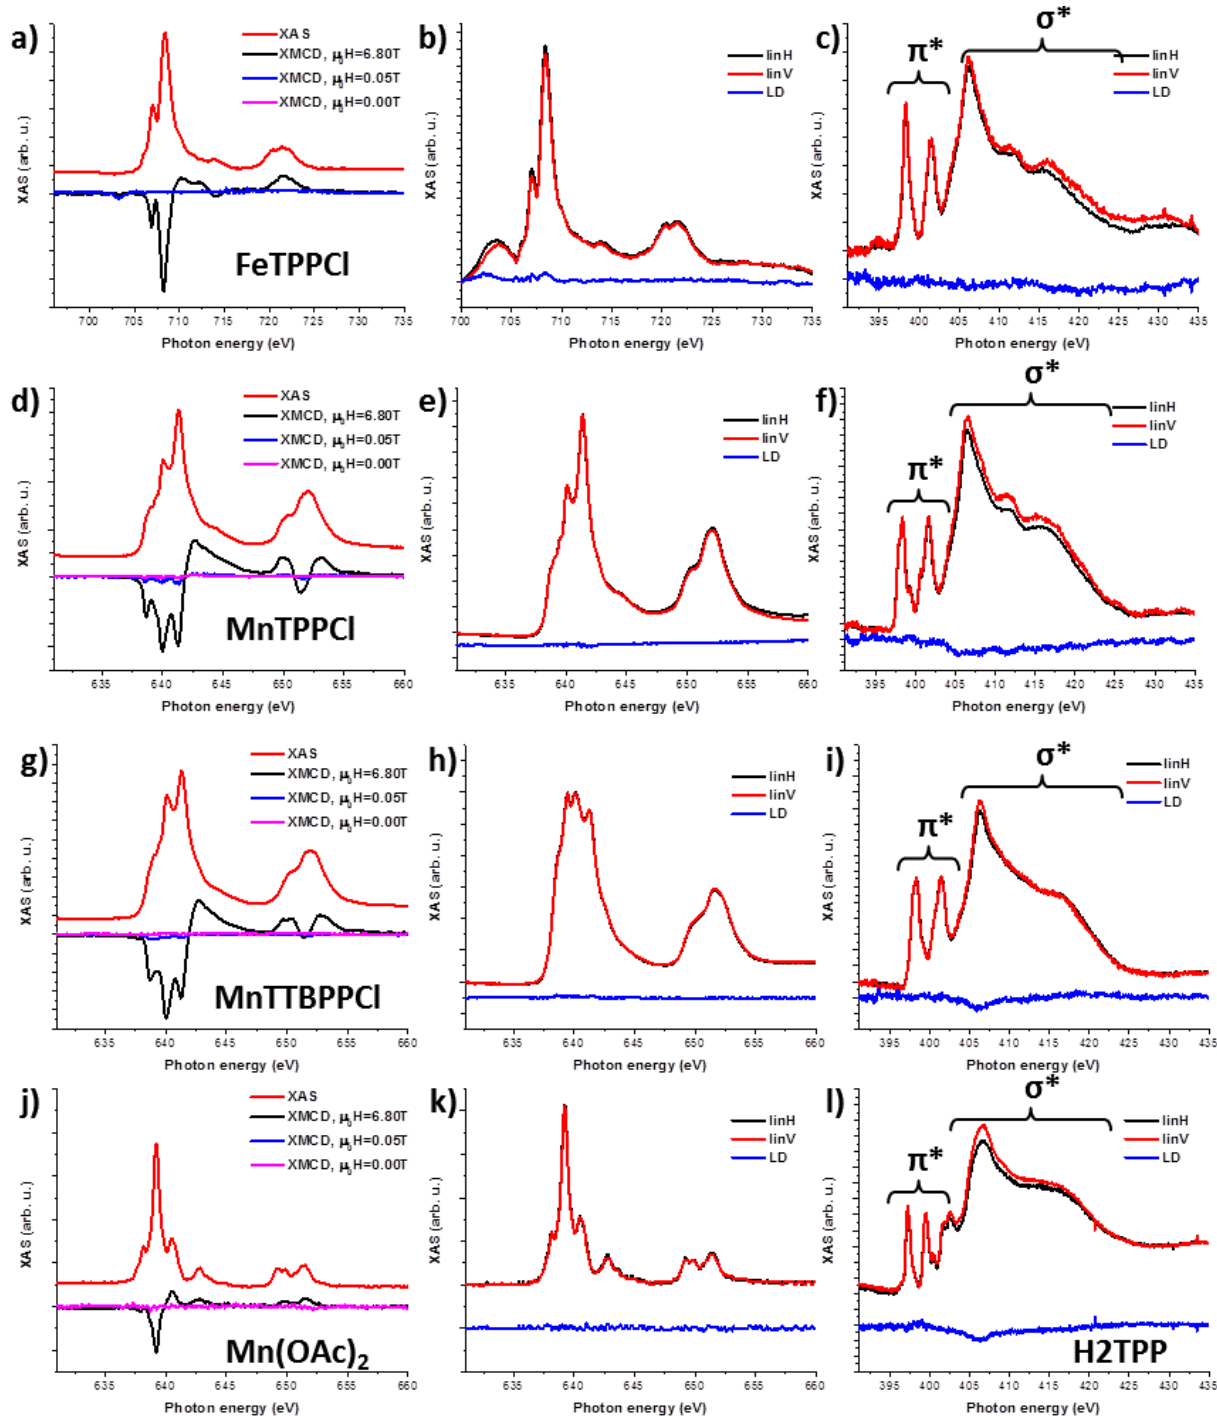 a)
XAS
XMCD, μ₀H=6.80T
XMCD, μ₀H=0.05T
XMCD, μ₀H=0.00T
FeTPPCl
XAS (arb. u.)
700 705 710 715 720 725 730 735
Photon energy (eV)
b)
linH
linV
LD
XAS (arb. u.)
700 705 710 715 720 725 730 735
Photon energy (eV)
c)
π*
σ*
linH
linV
LD
XAS (arb. u.)
395 400 405 410 415 420 425 430 435
Photon energy (eV)
d)
XAS
XMCD, μ₀H=6.80T
XMCD, μ₀H=0.05T
XMCD, μ₀H=0.00T
MnTPPCl
XAS (arb. u.)
635 640 645 650 655 660
Photon energy (eV)
e)
linH
linV
LD
XAS (arb. u.)
635 640 645 650 655 660
Photon energy (eV)
f)
π*
σ*
linH
linV
LD
XAS (arb. u.)
395 400 405 410 415 420 425 430 435
Photon energy (eV)
g)
XAS
XMCD, μ₀H=6.80T
XMCD, μ₀H=0.05T
XMCD, μ₀H=0.00T
MnTTBPPCl
XAS (arb. u.)
635 640 645 650 655 660
Photon energy (eV)
h)
linH
linV
LD
XAS (arb. u.)
635 640 645 650 655 660
Photon energy (eV)
i)
π*
σ*
linH
linV
LD
XAS (arb. u.)
395 400 405 410 415 420 425 430 435
Photon energy (eV)
j)
XAS
XMCD, μ₀H=6.80T
XMCD, μ₀H=0.05T
XMCD, μ₀H=0.00T
Mn(OAc)₂
XAS (arb. u.)
635 640 645 650 655 660
Photon energy (eV)
k)
linH
linV
LD
XAS (arb. u.)
635 640 645 650 655 660
Photon energy (eV)
l)
π*
σ*
linH
linV
LD
H2TPP
XAS (arb. u.)
395 400 405 410 415 420 425 430 435
Photon energy (eV)